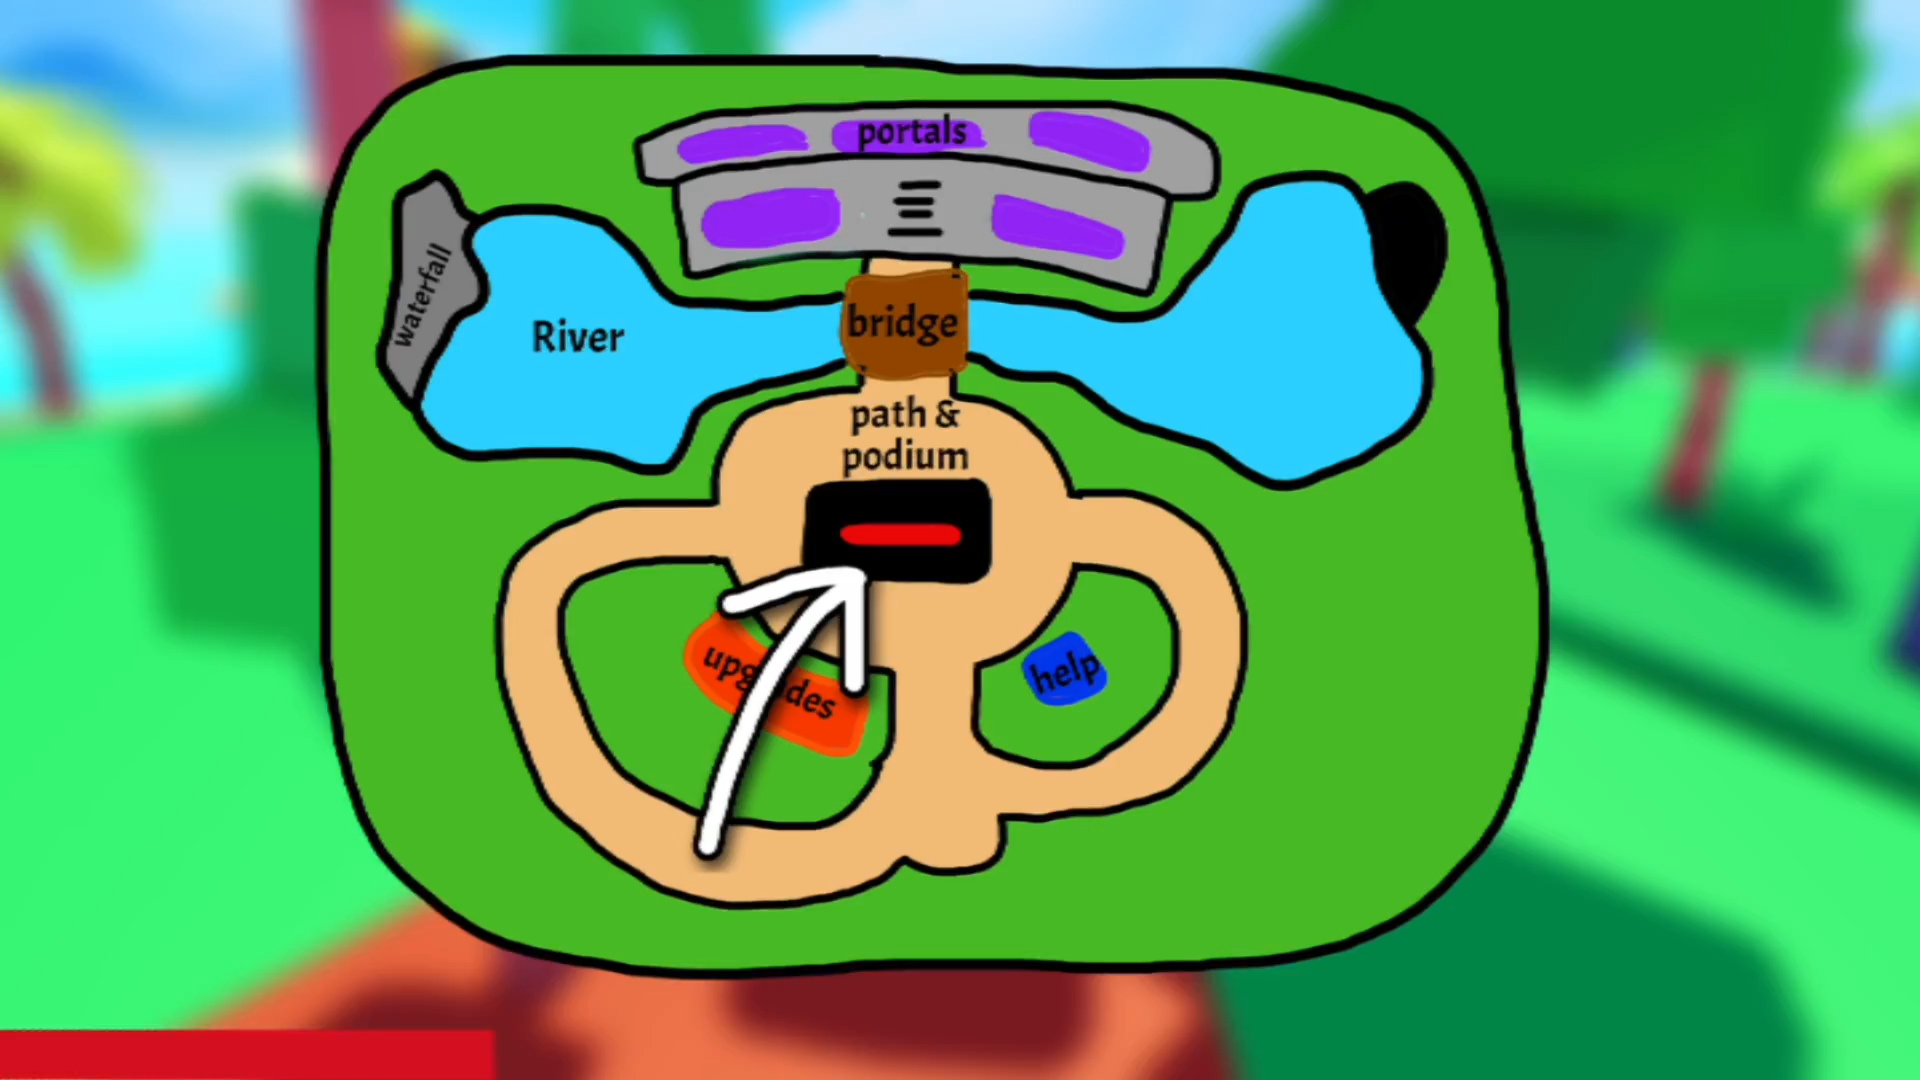 portals
waterfall
River
bridge
path &
podium
help